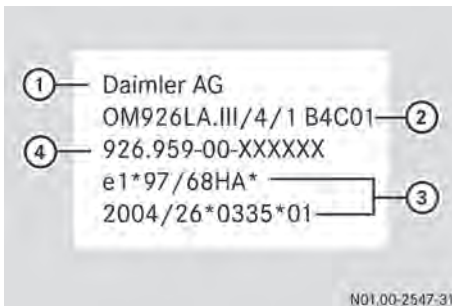 ① Daimler AG
OM926LA.III/4/1 B4C01 ②
④ 926.959-00-XXXXXX
e1*97/68HA*
③
2004/26*0335*01
N01.00-2547-31